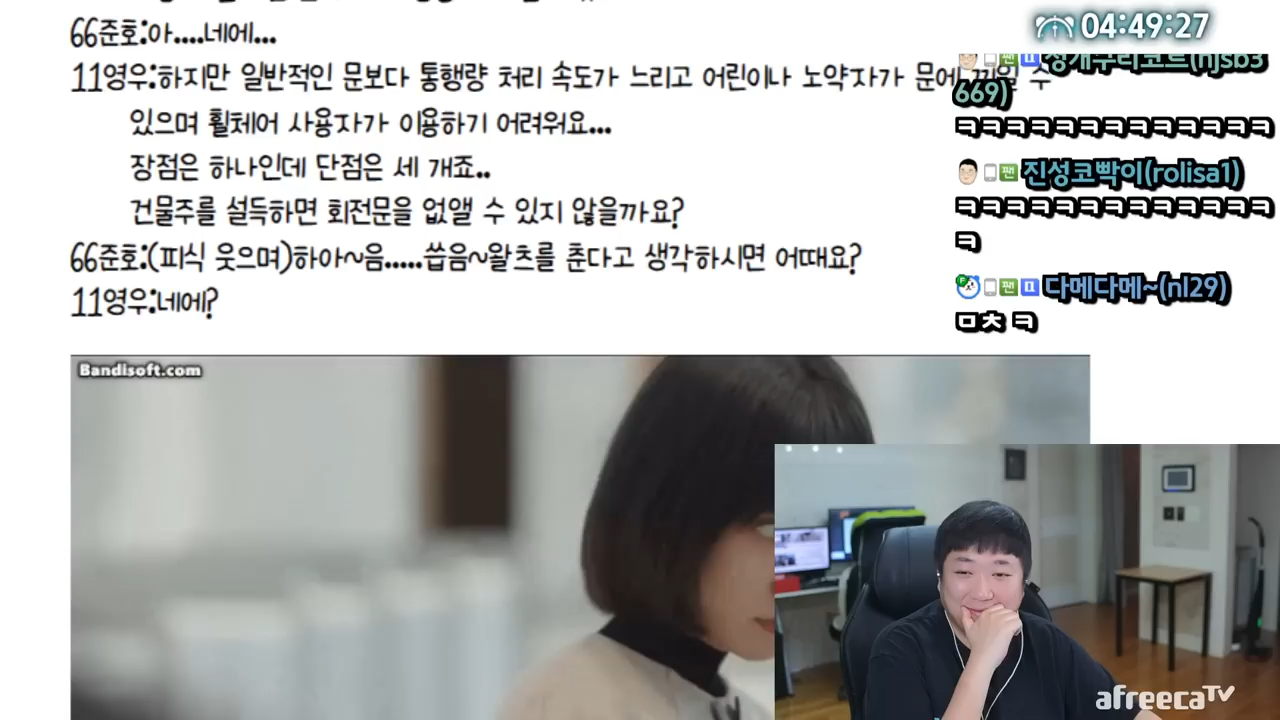 66준호:아....네에...
11영우:하지만 일반적인 문보다 통행량 처리 속도가 느리고 어린이나 노약자가 문에 끼일 수
있으며 휠체어 사용자가 이용하기 어려워요...
장점은 하나인데 단점은 세 개죠..
건물주를 설득하면 회전문을 없앨 수 있지 않을까요?
66준호:(피식 웃으며)하아~음.....씁음~왈츠를 춘다고 생각하시면 어때요?
11영우:네에?
Bandisoft.com
04:49:27
669)
ㅋㅋㅋㅋㅋㅋㅋㅋㅋㅋㅋㅋㅋ
팬 진성코빡이(rolisa1)
ㅋㅋㅋㅋㅋㅋㅋㅋㅋㅋㅋㅋㅋ
ㅋ
팬 다메다메~(nl29)
ㅁㅊ ㅋ
afreecaTV